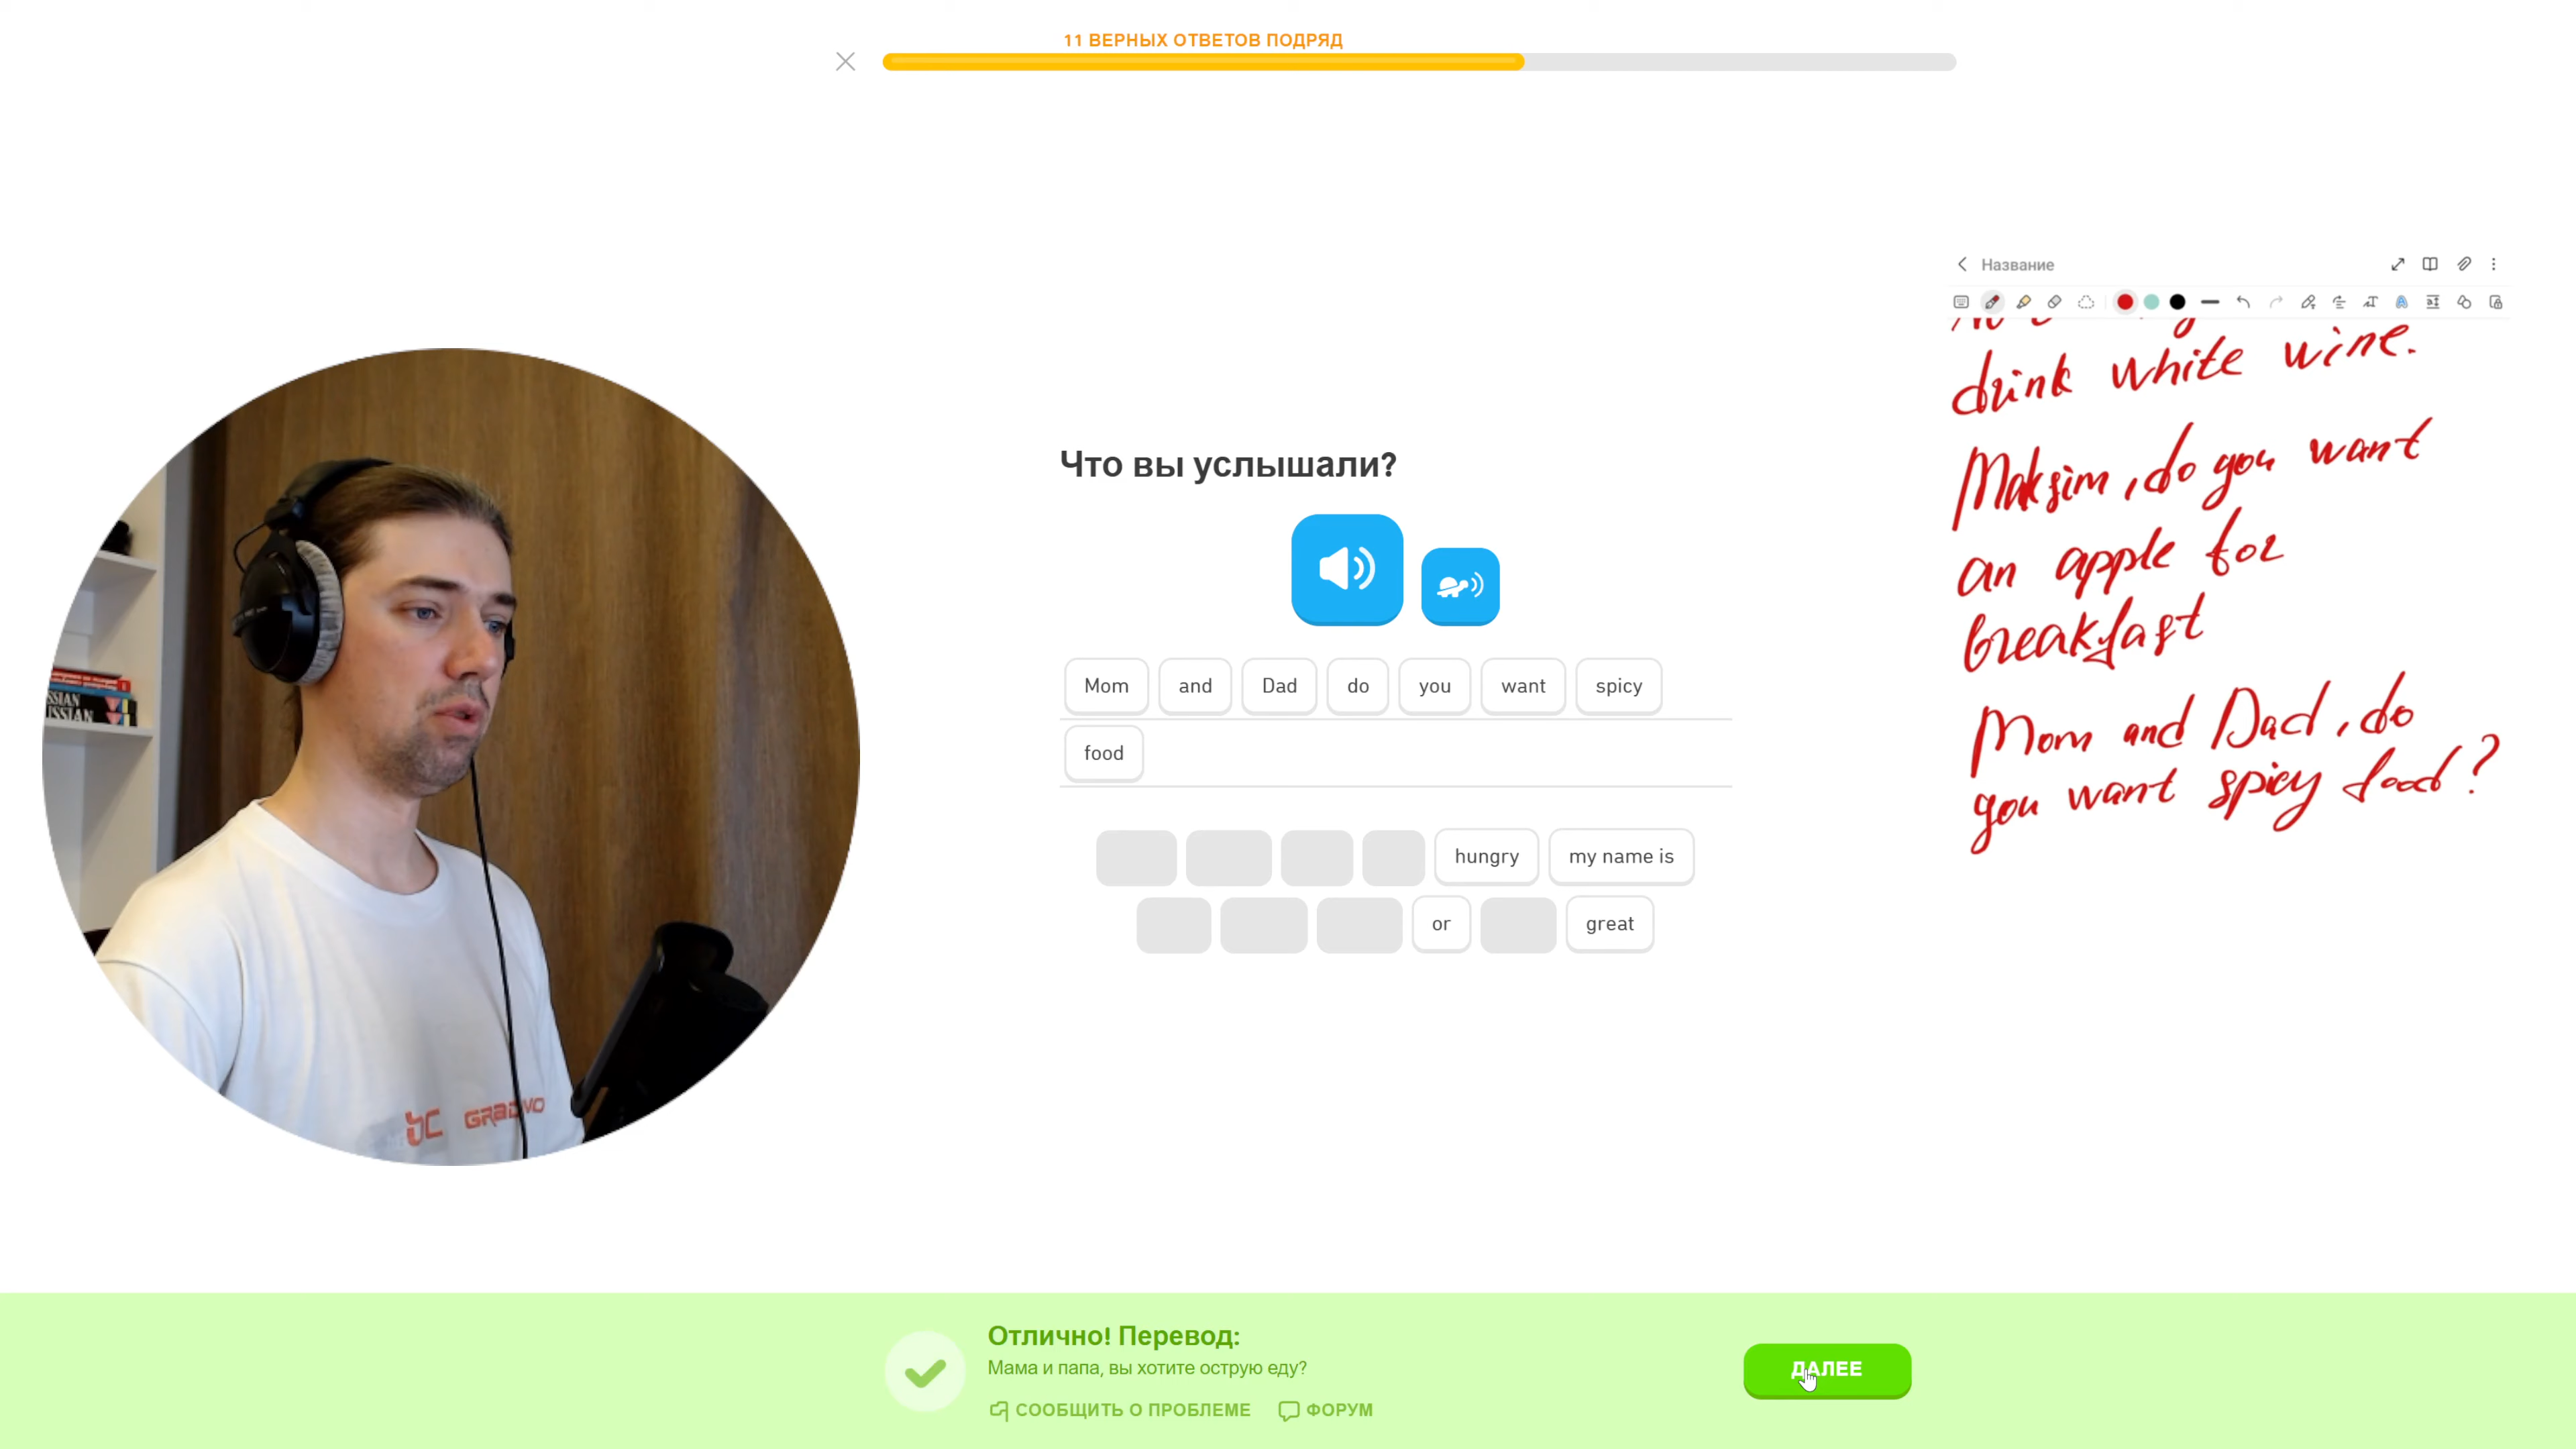 11 ВЕРНЫХ ОТВЕТОВ ПОДРЯД
Название
drink white wine.
Maksim, do you want
an apple for
breakfast
Mom and Dad, do
you want spicy food?
Что вы услышали?
Mom and Dad do you want spicy
food
hungry my name is
or great
SSIAN
USSIAN
Отлично! Перевод:
Мама и папа, вы хотите острую еду?
СООБЩИТЬ О ПРОБЛЕМЕ ФОРУМ
ДАЛЕЕ